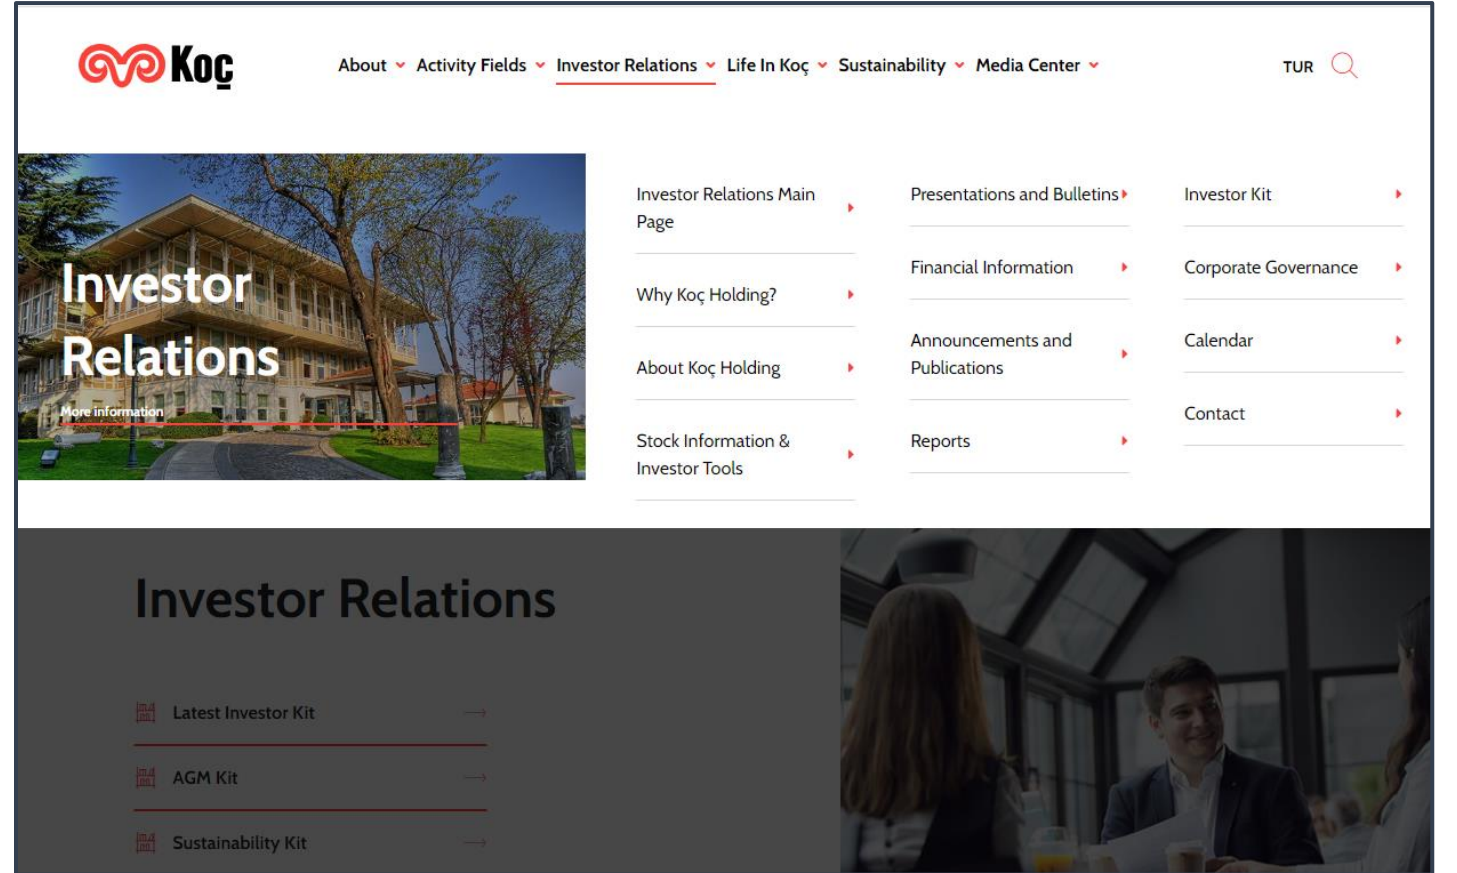 Koç
About Activity Fields Investor Relations Life In Koç Sustainability Media Center TUR
Investor
Relations
More information
Investor Relations Main
Page
Why Koç Holding?
About Koç Holding
Stock Information &
Investor Tools
Presentations and Bulletins
Financial Information
Announcements and
Publications
Reports
Investor Kit
Corporate Governance
Calendar
Contact
Investor Relations
Latest Investor Kit
AGM Kit
Sustainability Kit